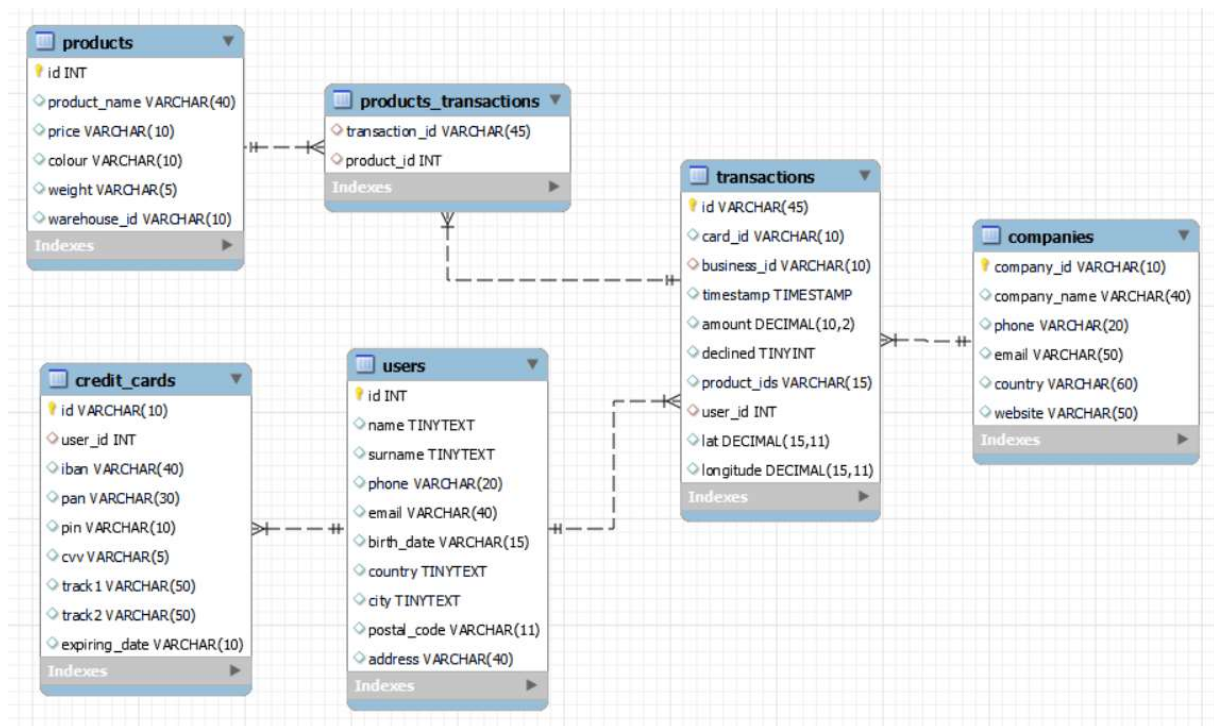 products
id INT
product_name VARCHAR(40)
price VARCHAR(10)
colour VARCHAR(10)
weight VARCHAR(5)
warehouse_id VARCHAR(10)
Indexes
products_transactions
transaction_id VARCHAR(45)
product_id INT
Indexes
transactions
id VARCHAR(45)
card_id VARCHAR(10)
business_id VARCHAR(10)
timestamp TIMESTAMP
amount DECIMAL(10,2)
declined TINYINT
product_ids VARCHAR(15)
user_id INT
lat DECIMAL(15,11)
longitude DECIMAL(15,11)
Indexes
companies
company_id VARCHAR(10)
company_name VARCHAR(40)
phone VARCHAR(20)
email VARCHAR(50)
country VARCHAR(60)
website VARCHAR(50)
Indexes
credit_cards
id VARCHAR(10)
user_id INT
iban VARCHAR(40)
pan VARCHAR(30)
pin VARCHAR(10)
cvv VARCHAR(5)
track1 VARCHAR(50)
track2 VARCHAR(50)
expiring_date VARCHAR(10)
Indexes
users
id INT
name TINYTEXT
surname TINYTEXT
phone VARCHAR(20)
email VARCHAR(40)
birth_date VARCHAR(15)
country TINYTEXT
city TINYTEXT
postal_code VARCHAR(11)
address VARCHAR(40)
Indexes